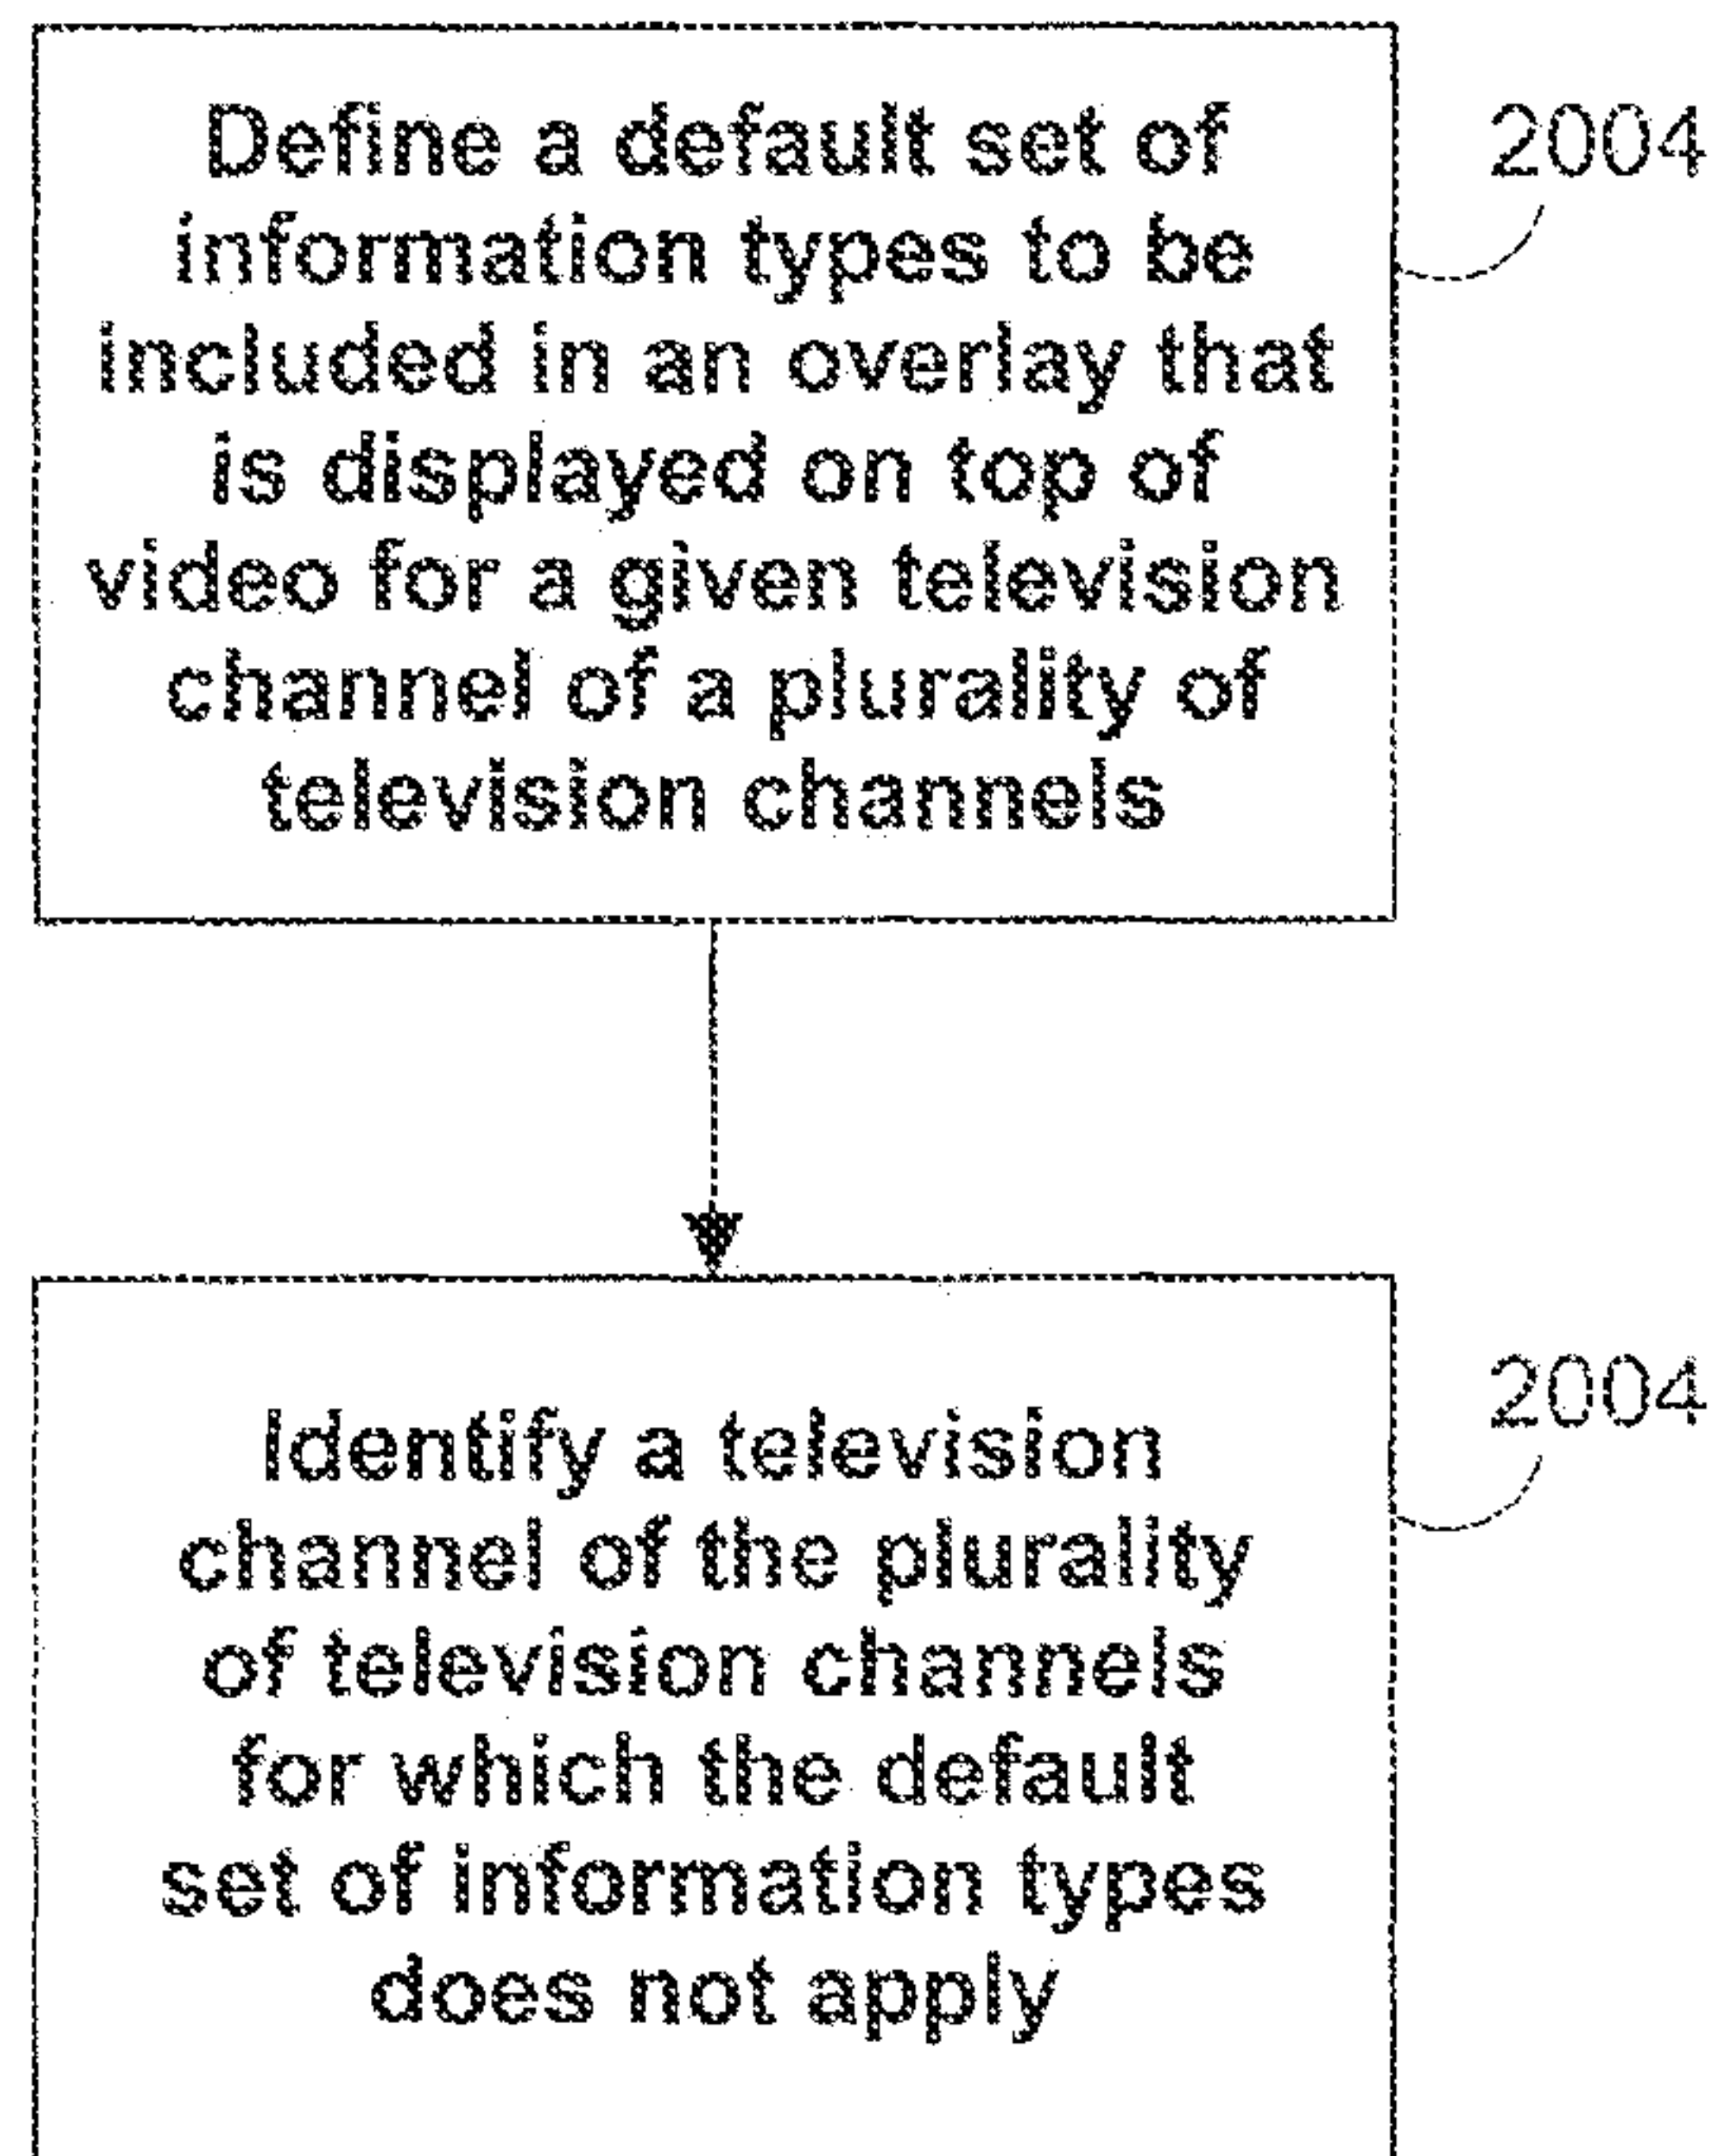 Define a default set of
information types to be
included in an overlay that
is displayed on top of
video for a given television
channel of a plurality of
television channels
2004
Identify a television
channel of the plurality
of television channels
for which the default
set of information types
does not apply
2004